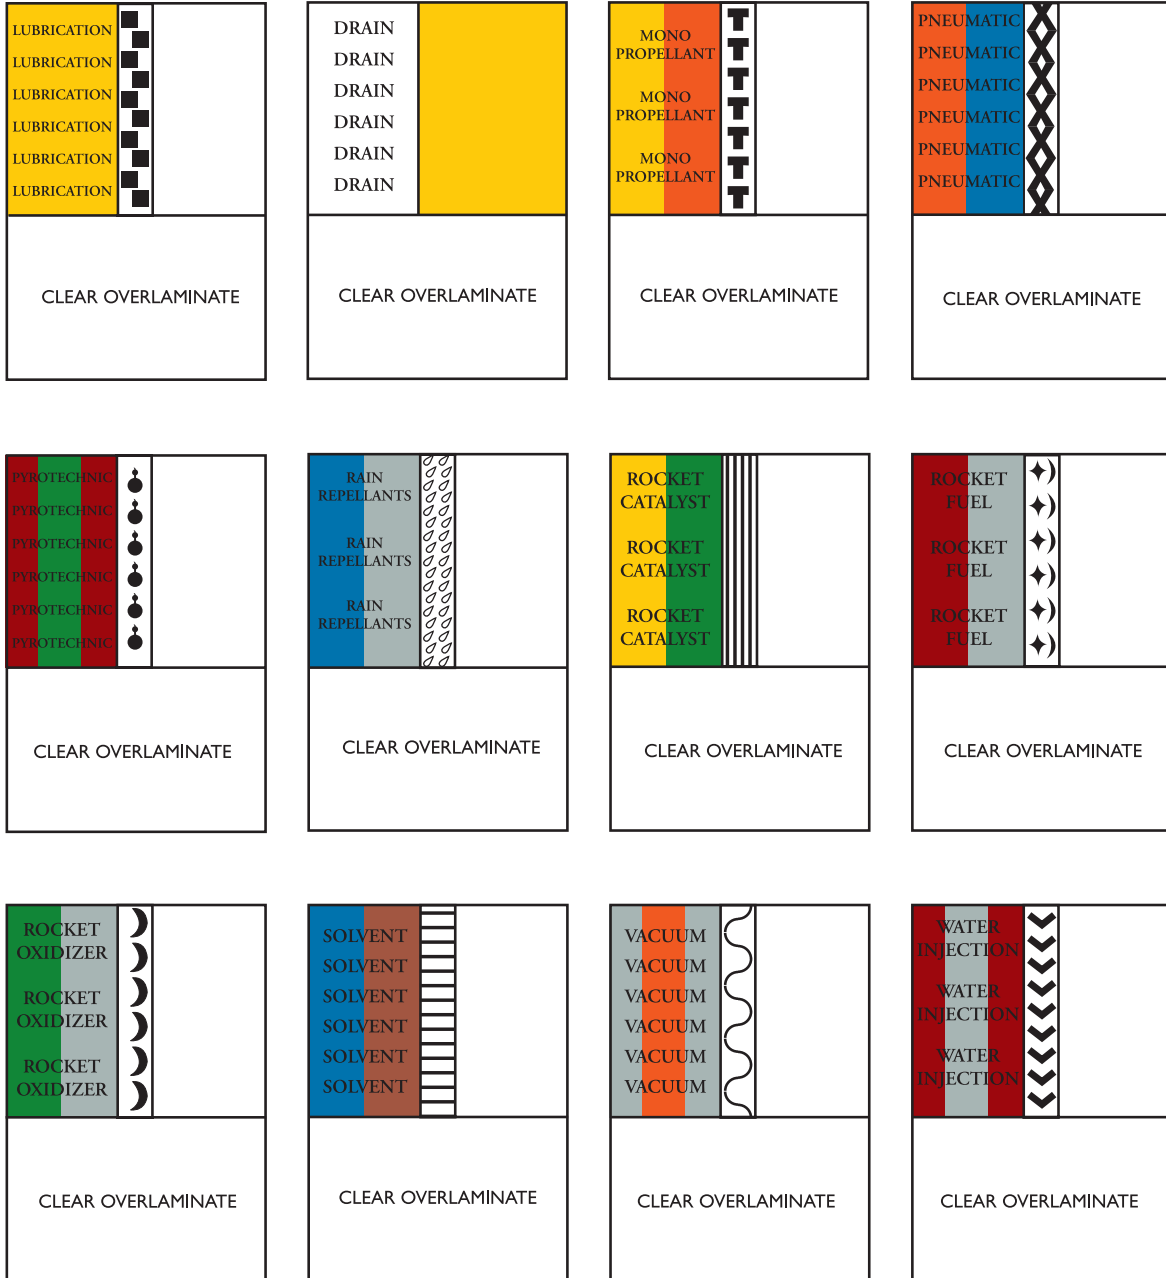 LUBRICATION
LUBRICATION
LUBRICATION
LUBRICATION
LUBRICATION
LUBRICATION
CLEAR OVERLAMINATE
DRAIN
DRAIN
DRAIN
DRAIN
DRAIN
DRAIN
CLEAR OVERLAMINATE
MONO
PROPELLANT
MONO
PROPELLANT
MONO
PROPELLANT
CLEAR OVERLAMINATE
PNEUMATIC
PNEUMATIC
PNEUMATIC
PNEUMATIC
PNEUMATIC
PNEUMATIC
CLEAR OVERLAMINATE
PYROTECHNIC
PYROTECHNIC
PYROTECHNIC
PYROTECHNIC
PYROTECHNIC
PYROTECHNIC
CLEAR OVERLAMINATE
RAIN
REPELLANTS
RAIN
REPELLANTS
RAIN
REPELLANTS
CLEAR OVERLAMINATE
ROCKET
CATALYST
ROCKET
CATALYST
ROCKET
CATALYST
CLEAR OVERLAMINATE
ROCKET
FUEL
ROCKET
FUEL
ROCKET
FUEL
CLEAR OVERLAMINATE
ROCKET
OXIDIZER
ROCKET
OXIDIZER
ROCKET
OXIDIZER
CLEAR OVERLAMINATE
SOLVENT
SOLVENT
SOLVENT
SOLVENT
SOLVENT
SOLVENT
CLEAR OVERLAMINATE
VACUUM
VACUUM
VACUUM
VACUUM
VACUUM
VACUUM
CLEAR OVERLAMINATE
WATER
INJECTION
WATER
INJECTION
WATER
INJECTION
CLEAR OVERLAMINATE